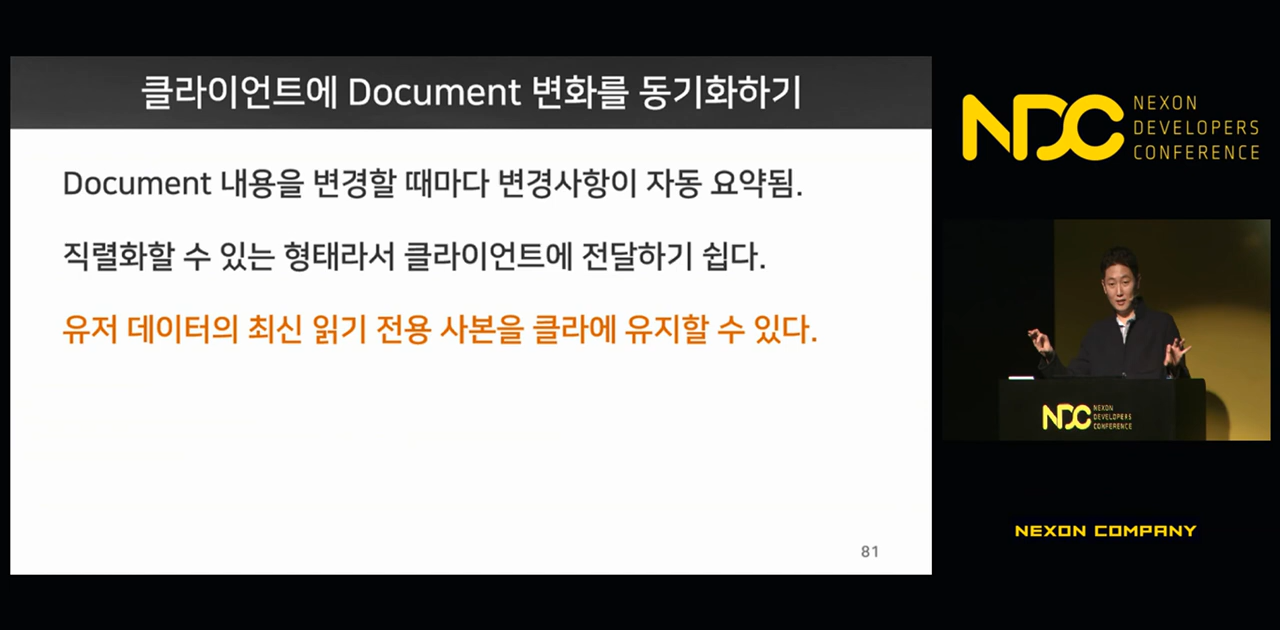 클라이언트에 Document 변화를 동기화하기
Document 내용을 변경할 때마다 변경사항이 자동 요약됨.
직렬화할 수 있는 형태라서 클라이언트에 전달하기 쉽다.
유저 데이터의 최신 읽기 전용 사본을 클라에 유지할 수 있다.
81
NDC
NEXON
DEVELOPERS
CONFERENCE
NDC
NEXON
DEVELOPERS
CONFERENCE
NEXON COMPANY